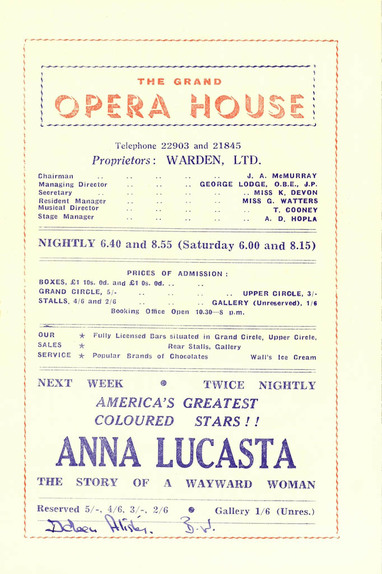 THE GRAND
OPERA HOUSE
Telephone 22903 and 21845
Proprietors: WARDEN, LTD.
Chairman .. .. .. .. .. J. A. McMURRAY
Managing Director .. .. GEORGE LODGE, O.B.E., J.P.
Secretary .. .. .. .. .. MISS K. DEVON
Resident Manager .. .. .. .. MISS G. WATTERS
Musical Director .. .. .. .. T. COONEY
Stage Manager .. .. .. .. A. D. HOPLA
NIGHTLY 6.40 and 8.55 (Saturday 6.00 and 8.15)
PRICES OF ADMISSION :
BOXES, £1 10s. 0d. and £1 0s. 0d. .. ..
GRAND CIRCLE, 5/- .. .. .. UPPER CIRCLE, 3/-
STALLS, 4/6 and 2/6 .. .. .. GALLERY (Unreserved), 1/6
Booking Office Open 10.30—8 p.m.
OUR ★ Fully Licensed Bars situated in Grand Circle, Upper Circle,
SALES ★ Rear Stalls, Gallery
SERVICE ★ Popular Brands of Chocolates Wall's Ice Cream
NEXT WEEK ● TWICE NIGHTLY
AMERICA'S GREATEST
COLOURED STARS ! !
ANNA LUCASTA
THE STORY OF A WAYWARD WOMAN
Reserved 5/-, 4/6, 3/-, 2/6 ● Gallery 1/6 (Unres.)